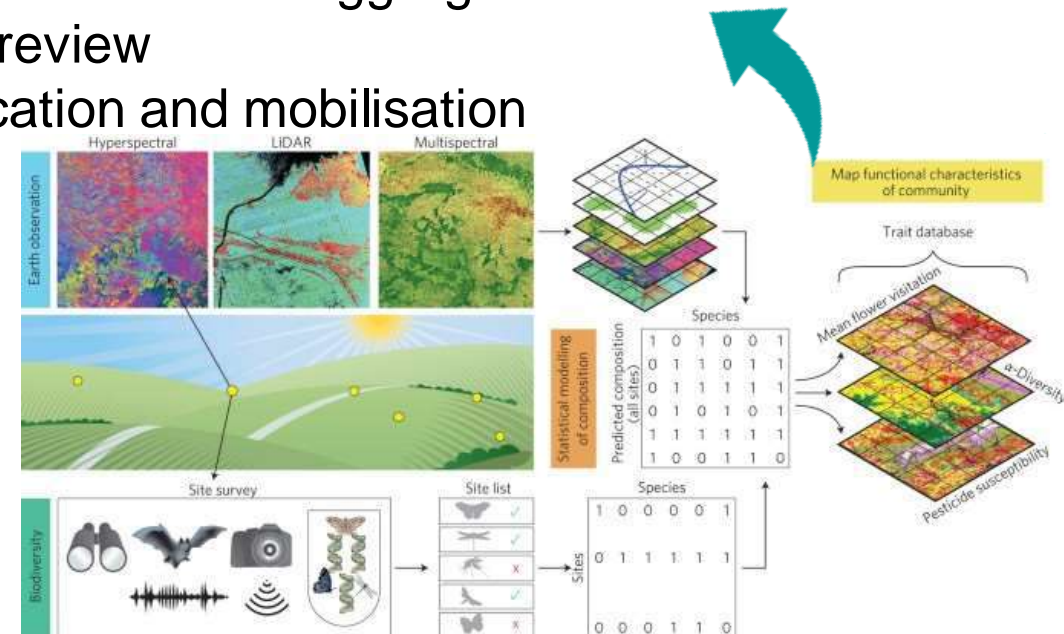 review
cation and mobilisation
Hyperspectral
LiDAR
Multispectral
Earth observation
Map functional characteristics
of community
Trait database
Mean flower visitation
α-Diversity
Pesticide susceptibility
Statistical modelling
of composition
Predicted composition
(all sites)
Species
1 0 1 0 0 1
0 1 1 0 1 1
0 1 1 1 1 1
0 1 0 1 0 1
1 1 1 1 1 1
1 0 0 1 1 0
Biodiversity
Site survey
Site list
✓
✓
x
✓
x
Species
Sites
1 0 0 0 0 1
0 1 1 1 1 1
0 0 0 1 1 0